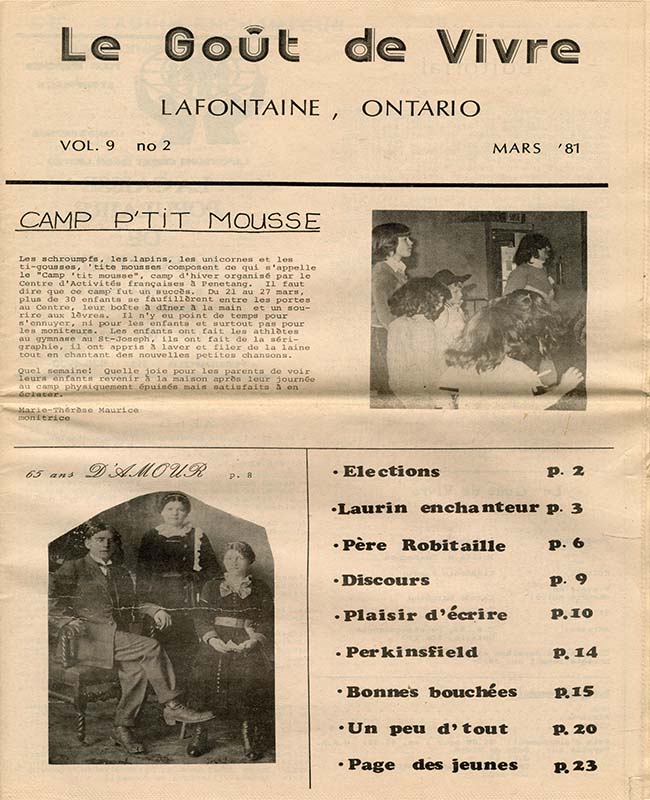 Le Goût de Vivre
LAFONTAINE, ONTARIO
VOL. 9 no 2
MARS '81
CAMP P'TIT MOUSSE
Les schroumpfs, les lapins, les unicornes et les
ti-gousses, 'tite mousses composent ce qui s'appelle
le "Camp 'tit mousse", camp d'hiver organisé par le
Centre d'Activités françaises à Penetang. Il faut
dire que ce camp fut un succès. Du 21 au 27 mars,
plus de 30 enfants se faufillèrent entre les portes
au Centre, leur boîte à dîner à la main et un sou-
rire aux lèvres. Il n'y eu point de temps pour
s'ennuyer, ni pour les enfants et surtout pas pour
les moniteurs. Les enfants ont fait les athlètes
au gymnase au St-Joseph, ils ont fait de la séri-
graphie, il ont appris à laver et filer de la laine
tout en chantant des nouvelles petites chansons.
Quel semaine! Quelle joie pour les parents de voir
leurs enfants revenir à la maison après leur journée
au camp physiquement épuisés mais satisfaits à en
éclater.
Marie-Thérèse Maurice
monitrice
65 ans D'AMOUR p. 8
·Elections p. 2
·Laurin enchanteur p. 3
·Père Robitaille p. 6
·Discours p. 9
·Plaisir d'écrire p.10
·Perkinsfield p.14
·Bonnes bouchées p.15
·Un peu d'tout p.20
·Page des jeunes p.23